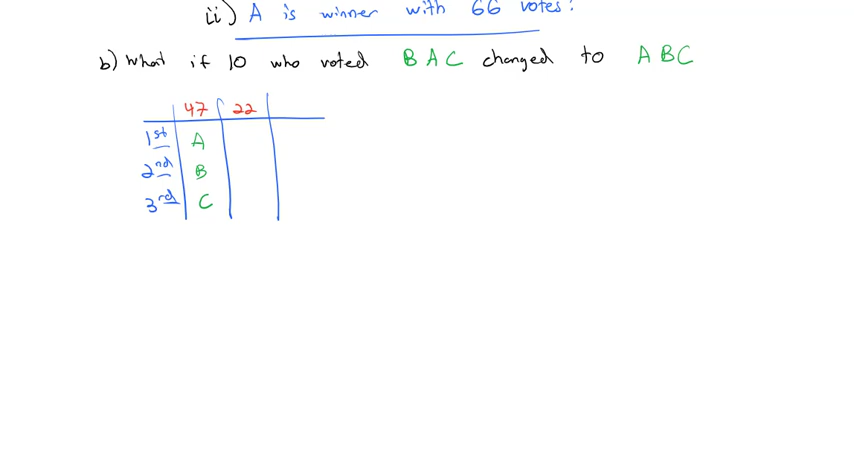 ii) A is winner with 66 votes!
b) What if 10 who voted B A C changed to A B C
47 22
1st A
2nd B
3rd C